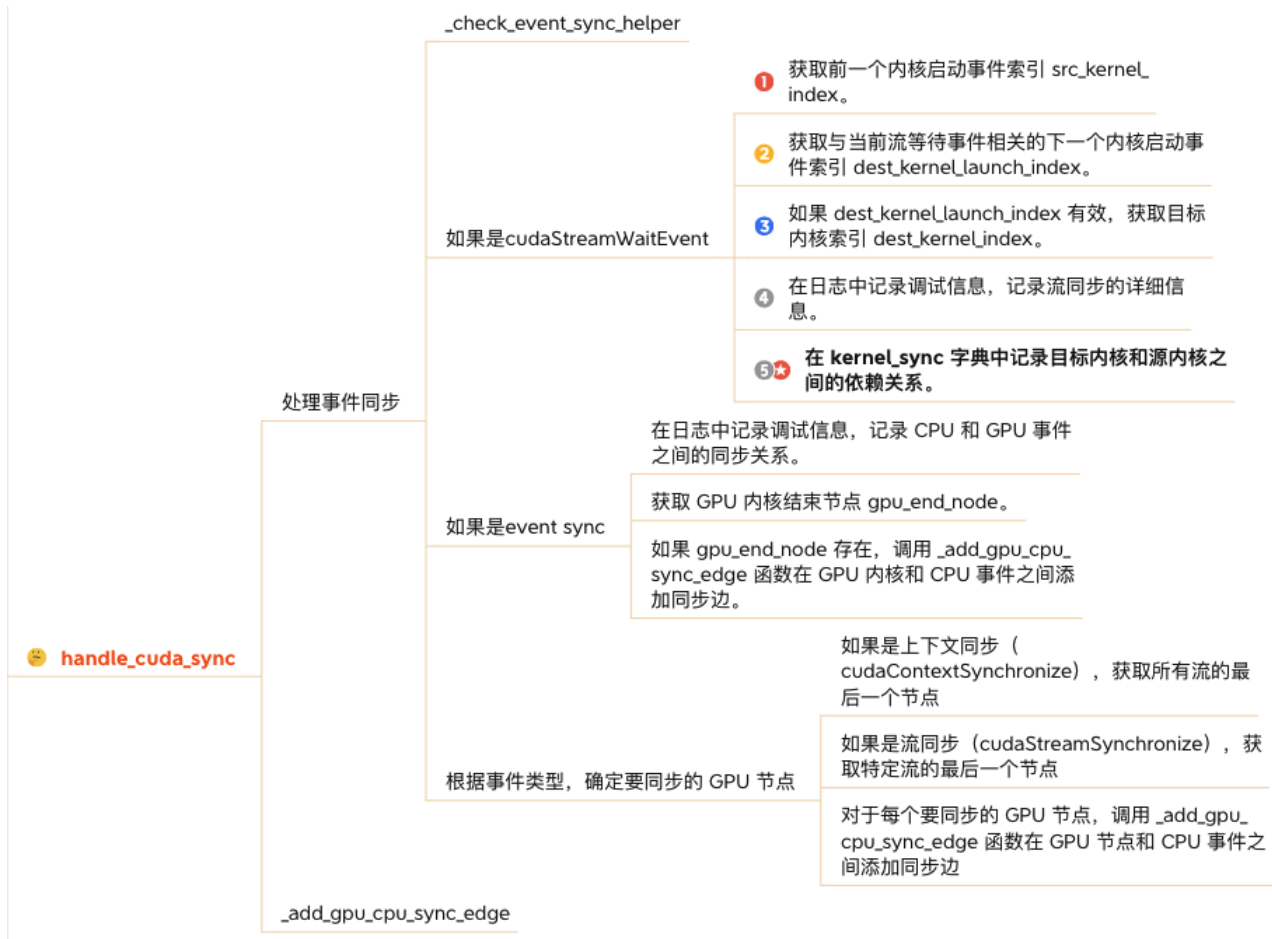 _check_event_sync_helper
❶ 获取前一个内核启动事件索引 src_kernel_
index。
❷ 获取与当前流等待事件相关的下一个内核启动事
件索引 dest_kernel_launch_index。
如果是cudaStreamWaitEvent
❸ 如果 dest_kernel_launch_index 有效，获取目标
内核索引 dest_kernel_index。
❹ 在日志中记录调试信息，记录流同步的详细信
息。
❺ 在 kernel_sync 字典中记录目标内核和源内核之
间的依赖关系。
处理事件同步
在日志中记录调试信息，记录 CPU 和 GPU 事件
之间的同步关系。
如果是event sync
获取 GPU 内核结束节点 gpu_end_node。
如果 gpu_end_node 存在，调用 _add_gpu_cpu_
sync_edge 函数在 GPU 内核和 CPU 事件之间添
加同步边。
handle_cuda_sync
如果是上下文同步（
cudaContextSynchronize），获取所有流的最
后一个节点
如果是流同步（cudaStreamSynchronize），获
取特定流的最后一个节点
根据事件类型，确定要同步的 GPU 节点
对于每个要同步的 GPU 节点，调用 _add_gpu_
cpu_sync_edge 函数在 GPU 节点和 CPU 事件之
间添加同步边
_add_gpu_cpu_sync_edge